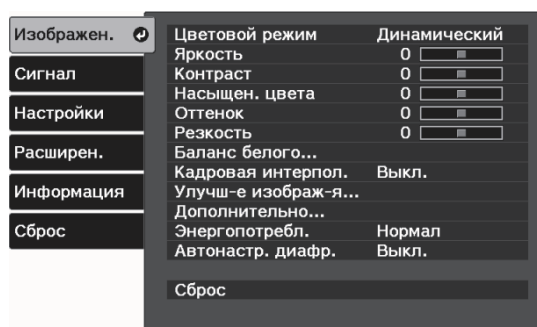 Изображен.
Сигнал
Настройки
Расширен.
Информация
Сброс
Цветовой режим Динамический
Яркость 0
Контраст 0
Насыщен. цвета 0
Оттенок 0
Резкость 0
Баланс белого...
Кадровая интерпол. Выкл.
Улучш-е изображ-я...
Дополнительно...
Энергопотребл. Нормал
Автонастр. диафр. Выкл.
Сброс